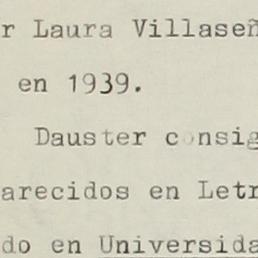 r Laura Villaseñ
en 1939.
Dauster consig
arecidos en Letr
do en Universida